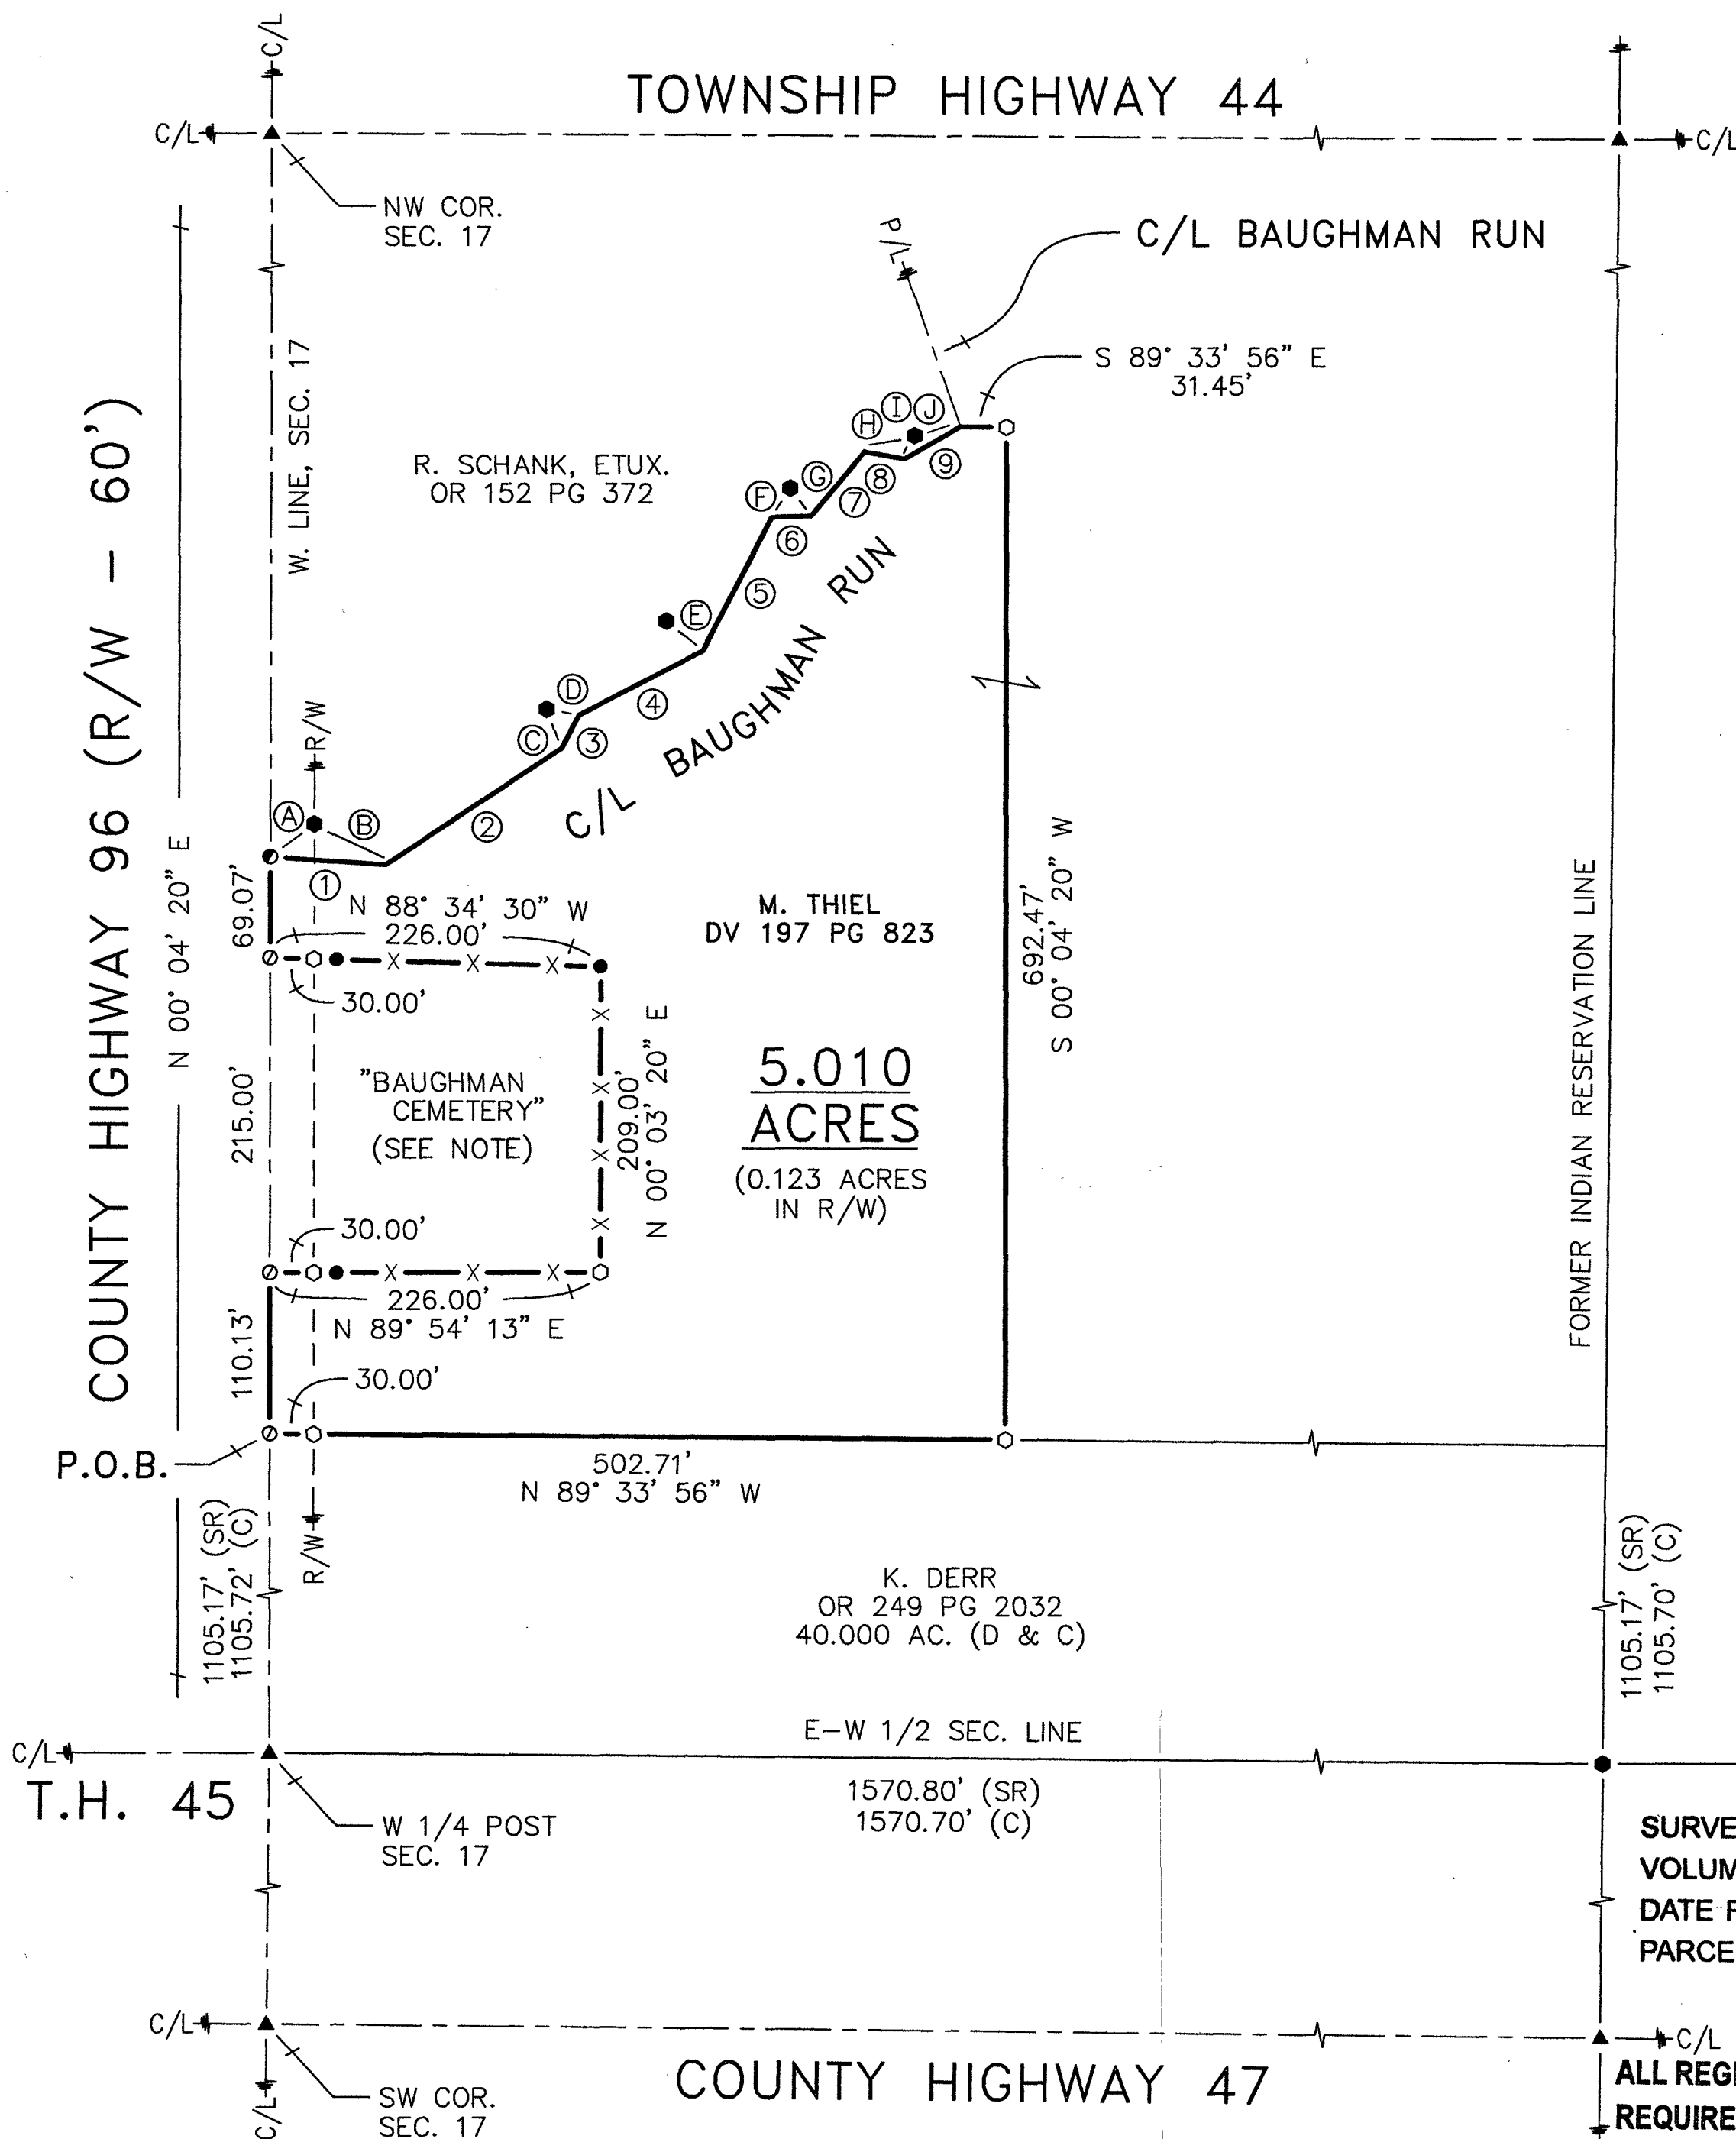 C/L
TOWNSHIP HIGHWAY 44
C/L
C/L
NW COR.
SEC. 17
P/L
C/L BAUGHMAN RUN
S 89° 33' 56" E
31.45'
W. LINE, SEC. 17
R. SCHANK, ETUX.
OR 152 PG 372
COUNTY HIGHWAY 96 (R/W - 60')
N 00° 04' 20" E
H
I
J
9
8
7
G
F
6
5
E
D
4
C
3
C/L BAUGHMAN RUN
R/W
A
B
2
1
69.07'
N 88° 34' 30" W
226.00'
30.00'
M. THIEL
DV 197 PG 823
692.47'
S 00° 04' 20" W
FORMER INDIAN RESERVATION LINE
215.00'
"BAUGHMAN
CEMETERY"
(SEE NOTE)
209.00'
N 00° 03' 20" E
5.010
ACRES
(0.123 ACRES
IN R/W)
30.00'
226.00'
N 89° 54' 13" E
110.13'
30.00'
P.O.B.
502.71'
N 89° 33' 56" W
1105.17' (SR)
1105.72' (C)
R/W
K. DERR
OR 249 PG 2032
40.000 AC. (D & C)
1105.17' (SR)
1105.70' (C)
E-W 1/2 SEC. LINE
C/L
T.H. 45
1570.80' (SR)
1570.70' (C)
W 1/4 POST
SEC. 17
SURVE
VOLUM
DATE F
PARCE
C/L
C/L
COUNTY HIGHWAY 47
SW COR.
SEC. 17
C/L
ALL REGI
REQUIRE